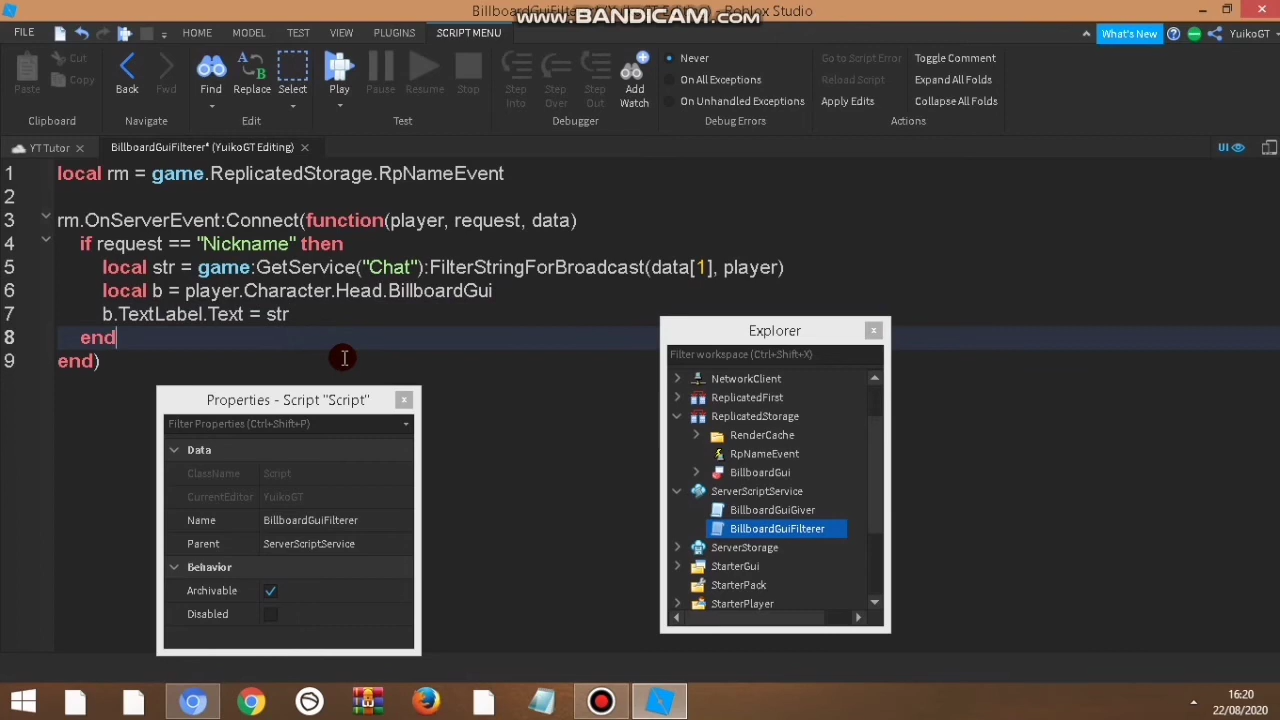 BillboardGuiFilterer* (YuikoGT Editing) - Roblox Studio
www.BANDICAM.com
FILE HOME MODEL TEST VIEW PLUGINS SCRIPT MENU What's New YuikoGT
Paste Cut Copy Back Fwd Find Replace Select Play Pause Resume Stop Step Into Step Over Step Out Add Watch
Never
On All Exceptions
On Unhandled Exceptions
Go to Script Error
Reload Script
Apply Edits
Toggle Comment
Expand All Folds
Collapse All Folds
Clipboard Navigate Edit Test Debugger Debug Errors Actions
YT Tutor x BillboardGuiFilterer* (YuikoGT Editing) x UI
1 local rm = game.ReplicatedStorage.RpNameEvent
2
3 rm.OnServerEvent:Connect(function(player, request, data)
4 if request == "Nickname" then
5 local str = game:GetService("Chat"):FilterStringForBroadcast(data[1], player)
6 local b = player.Character.Head.BillboardGui
7 b.TextLabel.Text = str
8 end
9 end)
Explorer x
Filter workspace (Ctrl+Shift+X)
NetworkClient
ReplicatedFirst
ReplicatedStorage
RenderCache
RpNameEvent
BillboardGui
ServerScriptService
BillboardGuiGiver
BillboardGuiFilterer
ServerStorage
StarterGui
StarterPack
StarterPlayer
Properties - Script "Script" x
Filter Properties (Ctrl+Shift+P)
Data
ClassName Script
CurrentEditor YuikoGT
Name BillboardGuiFilterer
Parent ServerScriptService
Behavior
Archivable
Disabled
16:20
22/08/2020